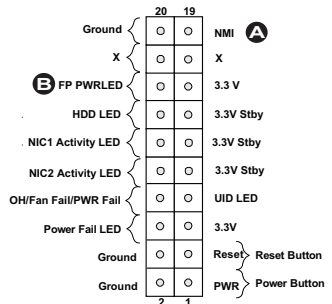 20 19
Ground NMI A
X X
B FP PWRLED 3.3 V
HDD LED 3.3V Stby
NIC1 Activity LED 3.3V Stby
NIC2 Activity LED 3.3V Stby
OH/Fan Fail/PWR Fail UID LED
Power Fail LED 3.3V
Ground Reset Reset Button
Ground PWR Power Button
2 1